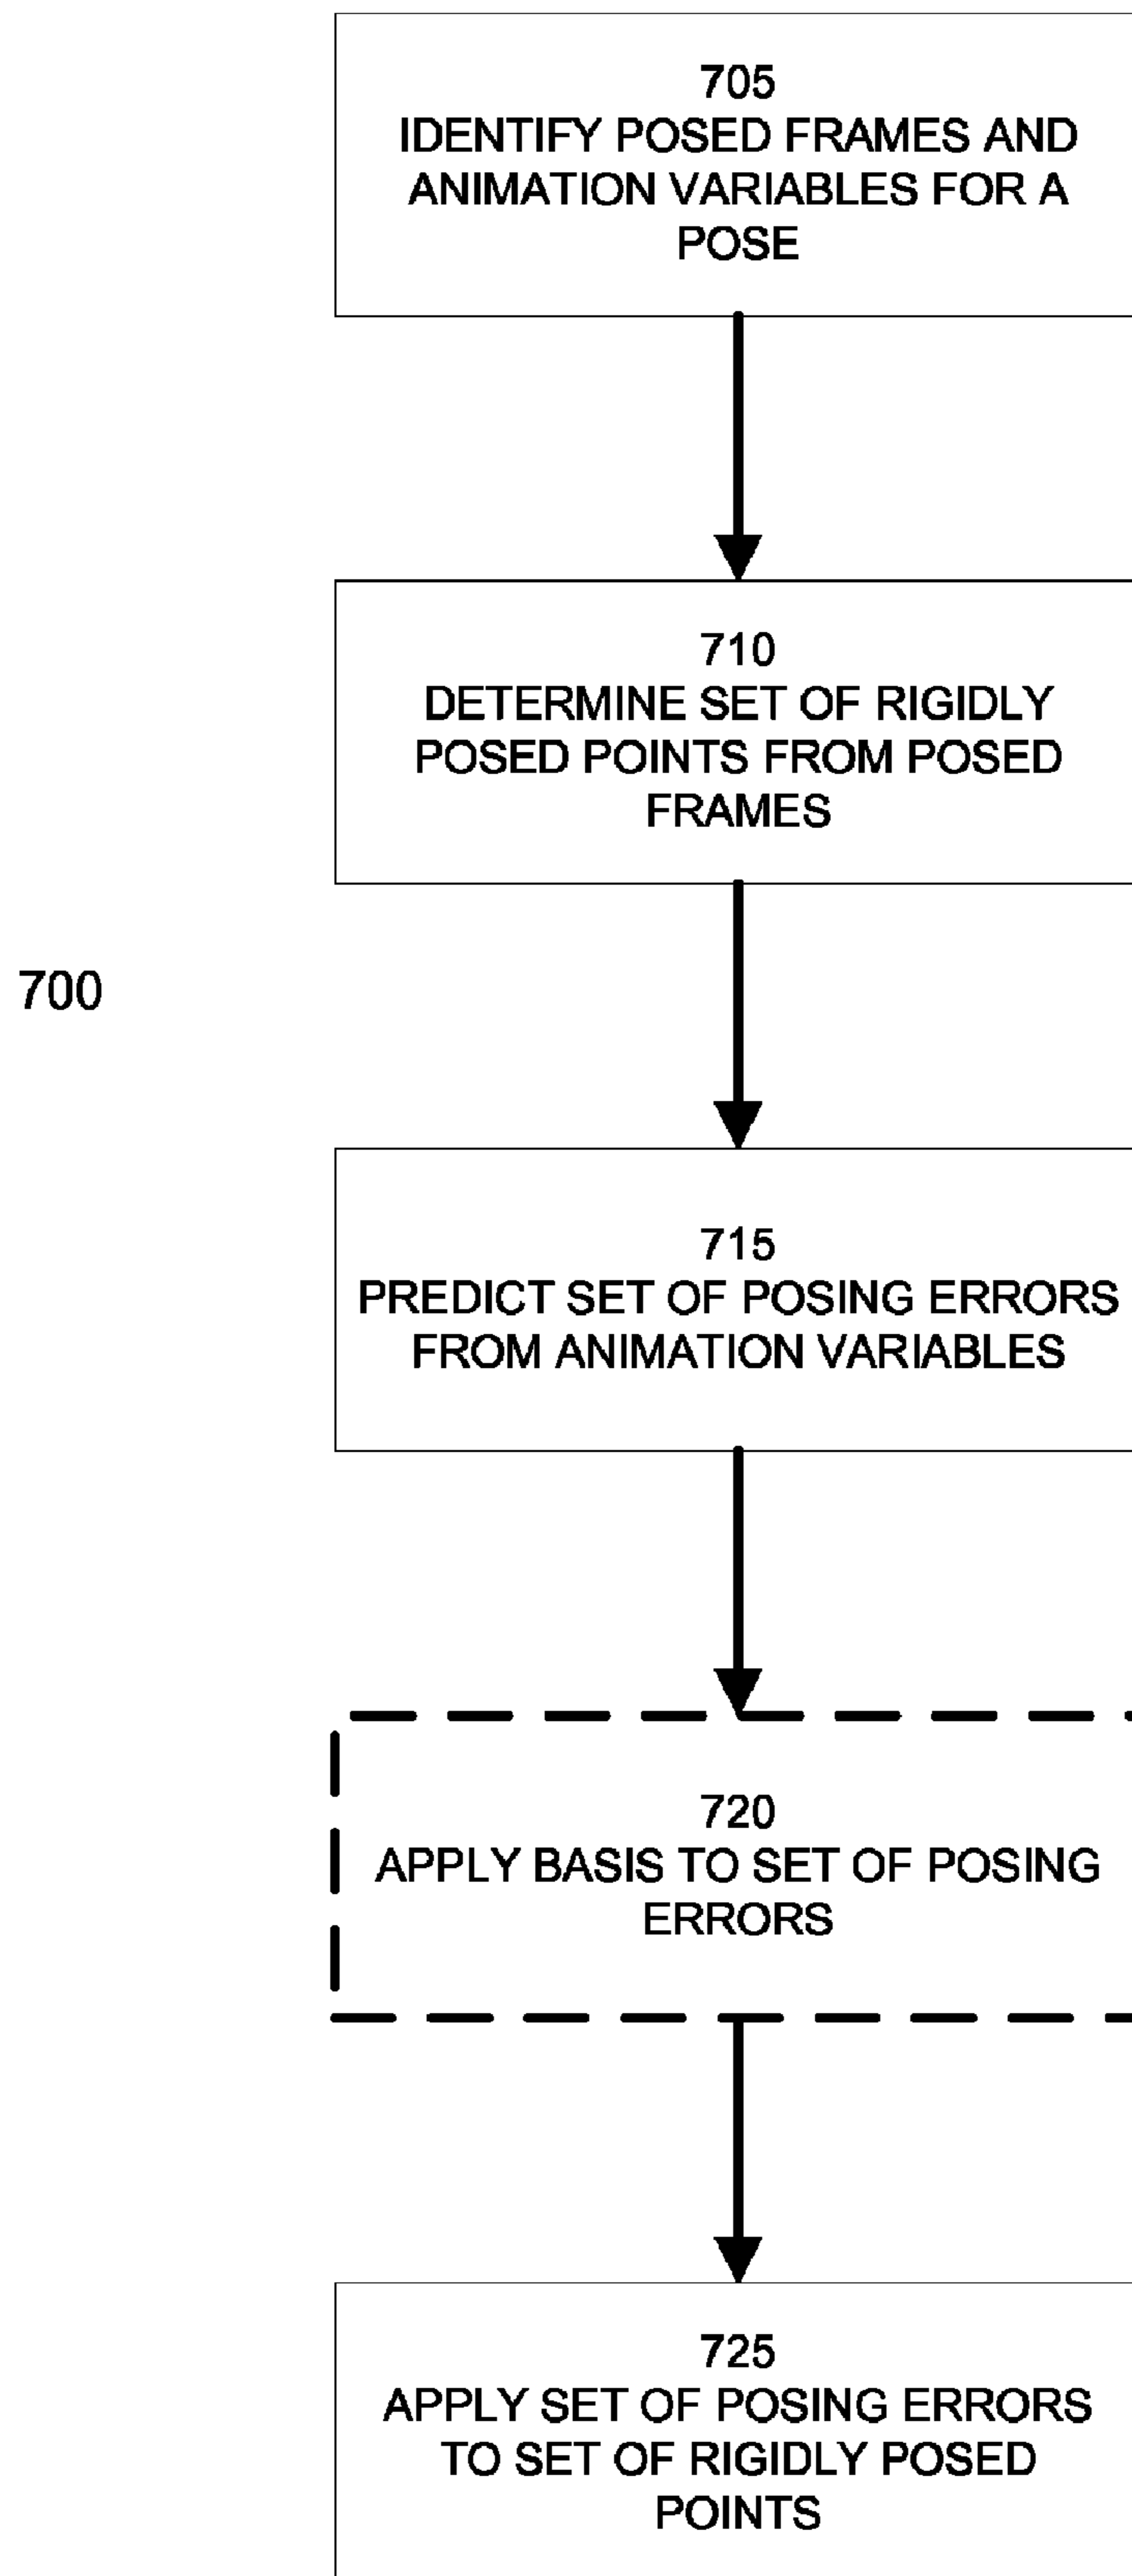 705
IDENTIFY POSED FRAMES AND
ANIMATION VARIABLES FOR A
POSE
710
DETERMINE SET OF RIGIDLY
POSED POINTS FROM POSED
FRAMES
700
715
PREDICT SET OF POSING ERRORS
FROM ANIMATION VARIABLES
720
APPLY BASIS TO SET OF POSING
ERRORS
725
APPLY SET OF POSING ERRORS
TO SET OF RIGIDLY POSED
POINTS